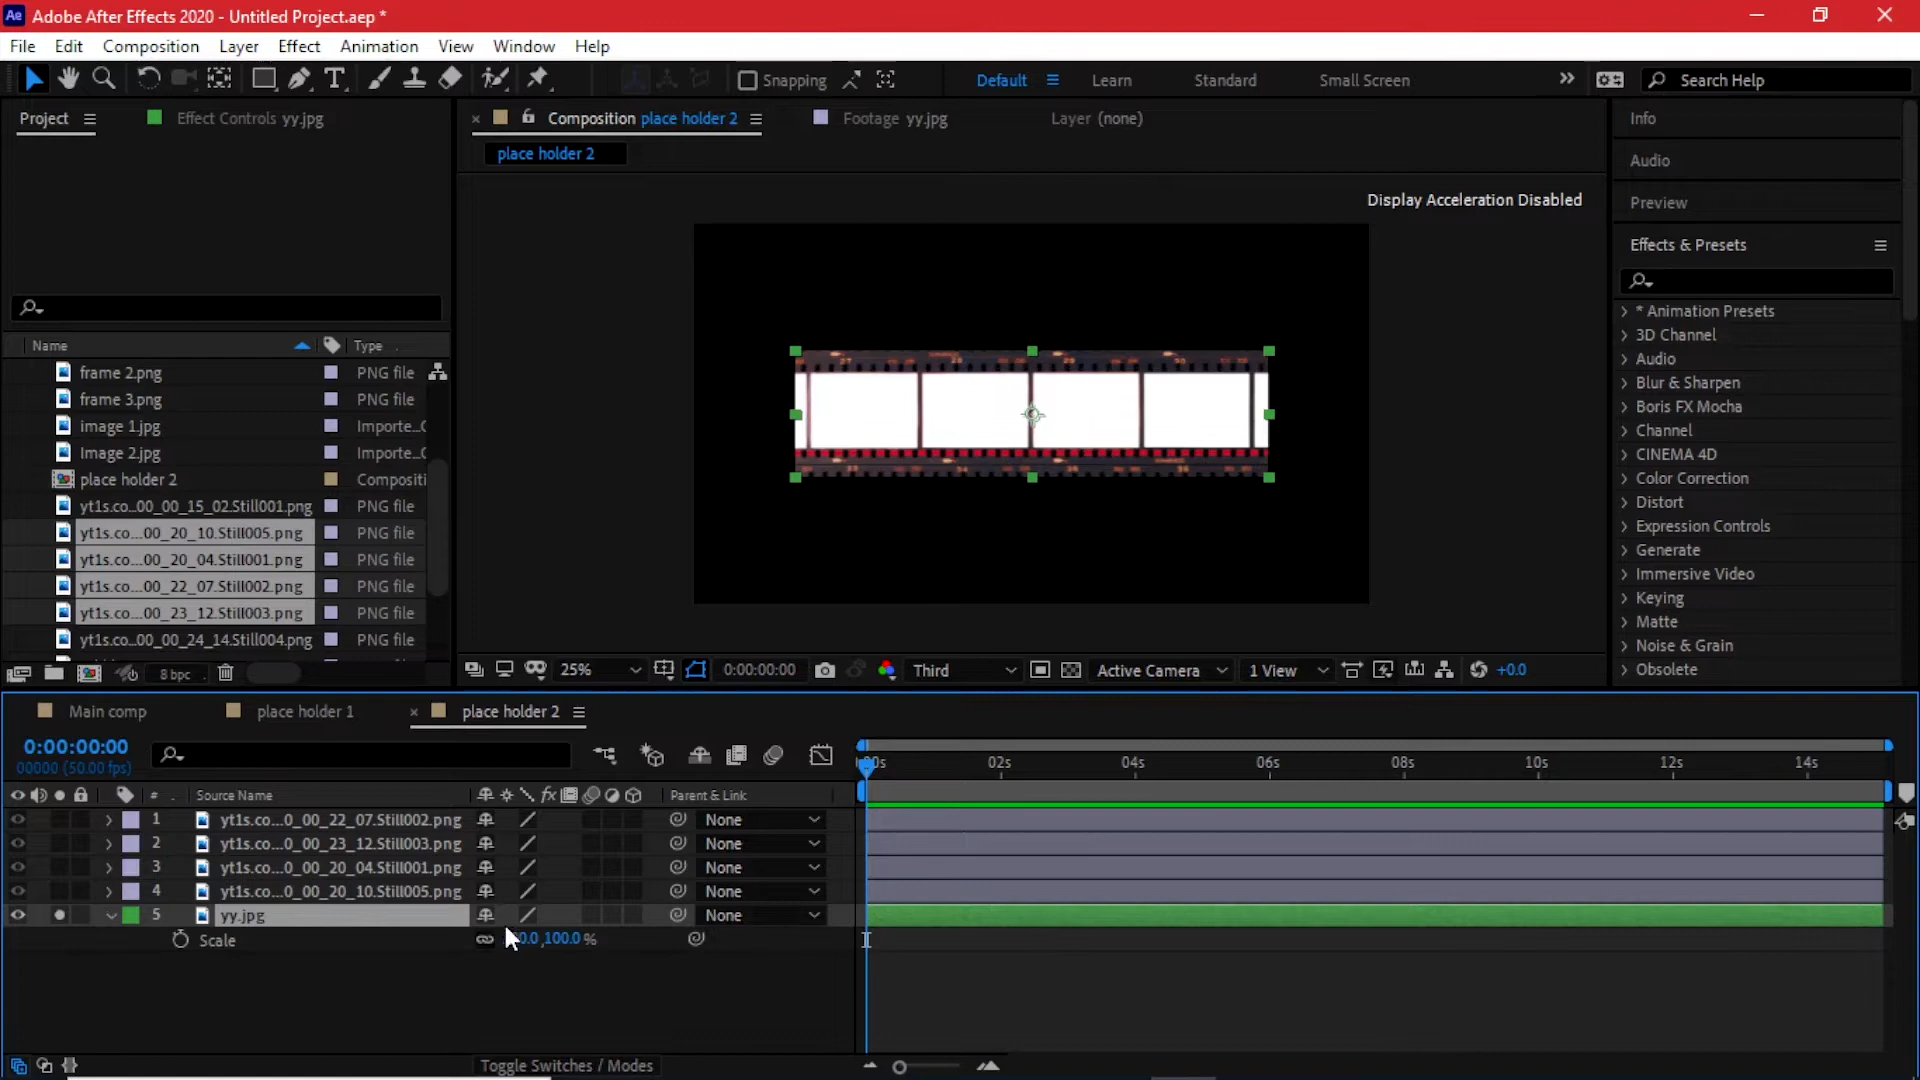 Ae Adobe After Effects 2020 - Untitled Project.aep *
File Edit Composition Layer Effect Animation View Window Help
Snapping Default Learn Standard Small Screen Search Help
Project Effect Controls yy.jpg
Composition place holder 2 Footage yy.jpg Layer (none)
place holder 2
Display Acceleration Disabled
Name Type
frame 2.png PNG file
frame 3.png PNG file
image 1.jpg Importe...
Image 2.jpg Importe...
place holder 2 Compositi
yt1s.co...00_00_15_02.Still001.png PNG file
yt1s.co...00_20_10.Still005.png PNG file
yt1s.co...00_20_04.Still001.png PNG file
yt1s.co...00_22_07.Still002.png PNG file
yt1s.co...00_23_12.Still003.png PNG file
yt1s.co...00_00_24_14.Still004.png PNG file
8 bpc
25% 0:00:00:00 Third Active Camera 1 View +0.0
Info
Audio
Preview
Effects & Presets
* Animation Presets
3D Channel
Audio
Blur & Sharpen
Boris FX Mocha
Channel
CINEMA 4D
Color Correction
Distort
Expression Controls
Generate
Immersive Video
Keying
Matte
Noise & Grain
Obsolete
Main comp place holder 1 place holder 2
0:00:00:00
00000 (50.00 fps)
02s 04s 06s 08s 10s 12s 14s
# Source Name fx Parent & Link
1 yt1s.co...0_00_22_07.Still002.png None
2 yt1s.co...0_00_23_12.Still003.png None
3 yt1s.co...0_00_20_04.Still001.png None
4 yt1s.co...0_00_20_10.Still005.png None
5 yy.jpg None
Scale 0.0,100.0 %
Toggle Switches / Modes